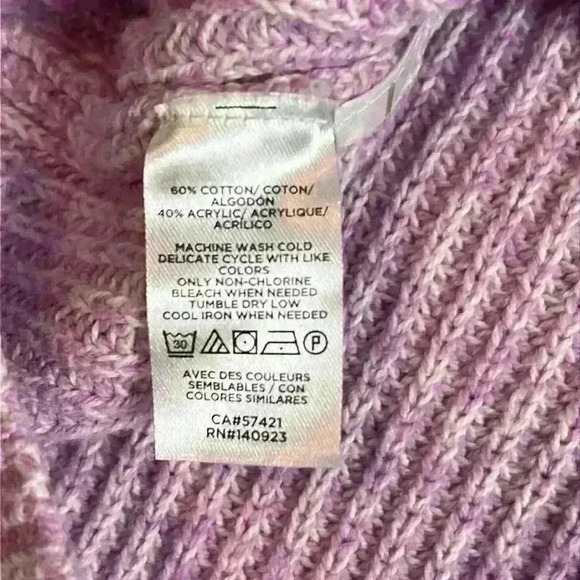 60% COTTON/ COTON/
ALGODÓN
40% ACRYLIC/ ACRYLIQUE/
ACRÍLICO
MACHINE WASH COLD
DELICATE CYCLE WITH LIKE
COLORS
ONLY NON-CHLORINE
BLEACH WHEN NEEDED
TUMBLE DRY LOW
COOL IRON WHEN NEEDED
30 P
AVEC DES COULEURS
SEMBLABLES / CON
COLORES SIMILARES
CA#57421
RN#140923